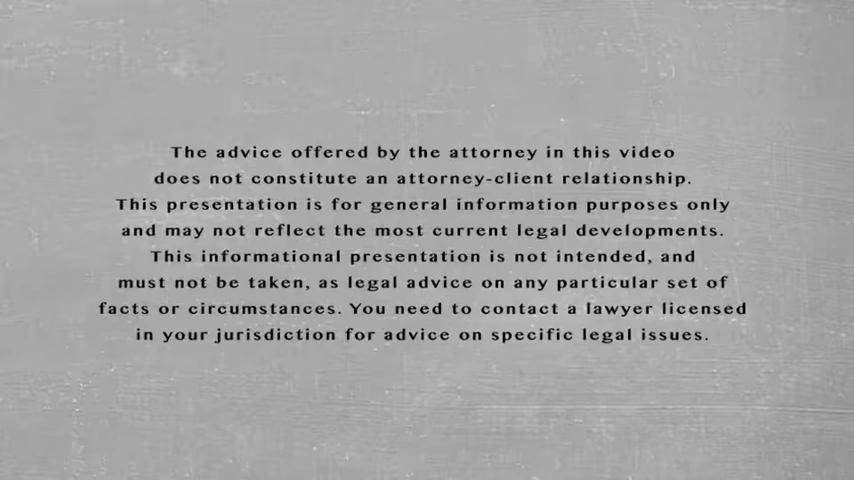 The advice offered by the attorney in this video
does not constitute an attorney-client relationship.
This presentation is for general information purposes only
and may not reflect the most current legal developments.
This informational presentation is not intended, and
must not be taken, as legal advice on any particular set of
facts or circumstances. You need to contact a lawyer licensed
in your jurisdiction for advice on specific legal issues.